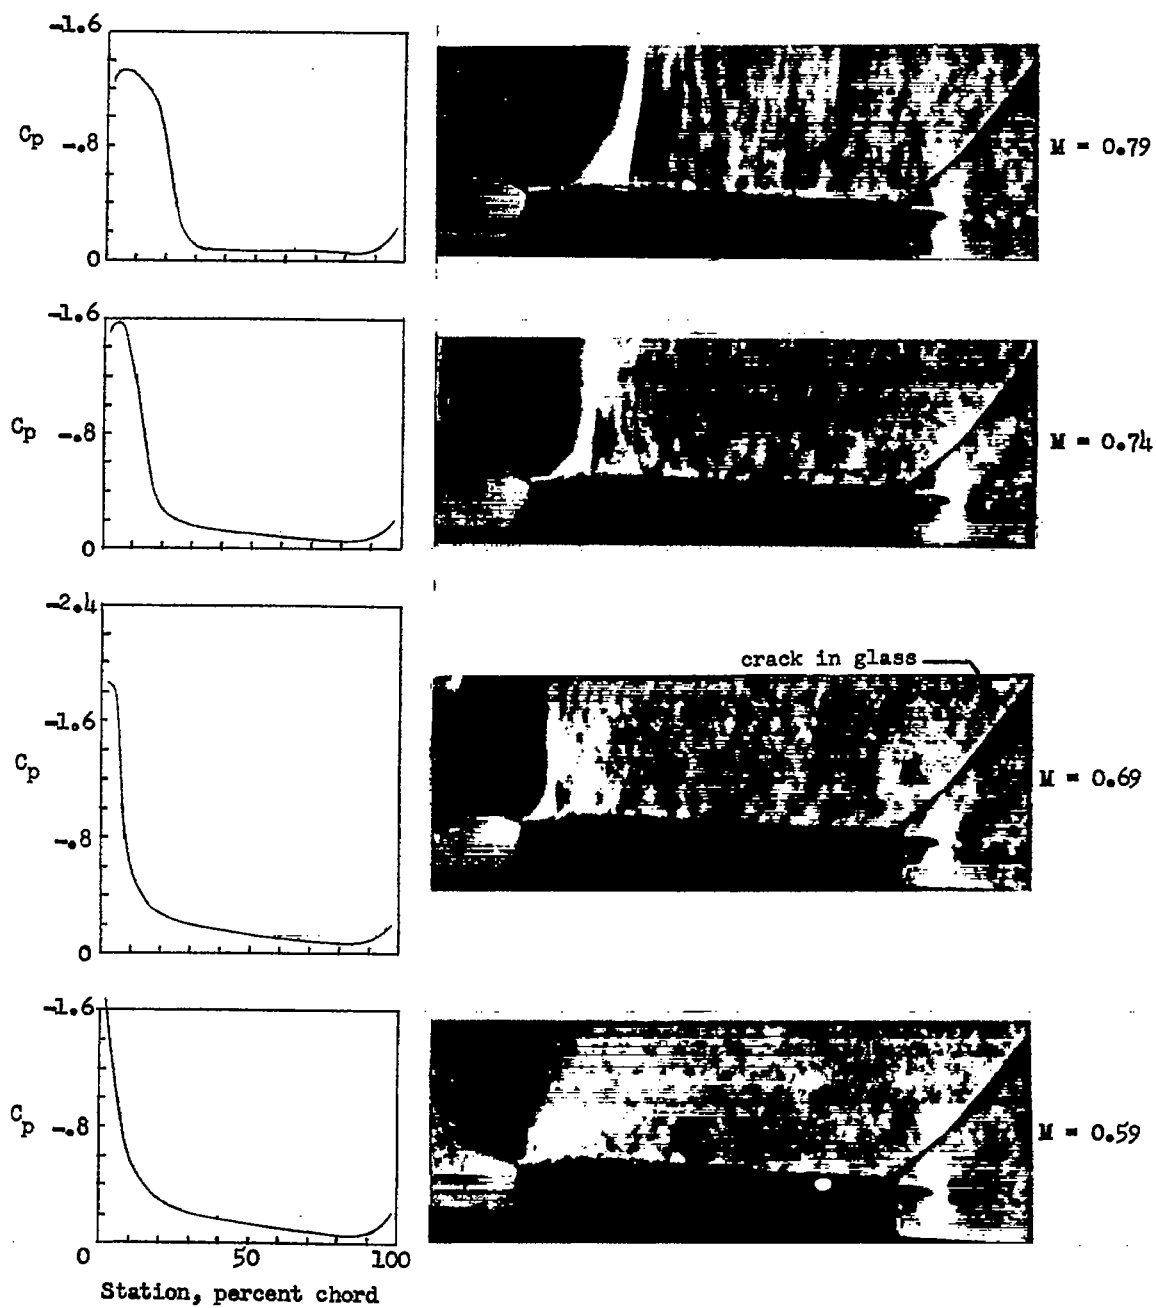 -1.6
Cp
-.8
0
M = 0.79
-1.6
Cp
-.8
0
M = 0.74
-2.4
crack in glass
-1.6
Cp
M = 0.69
-.8
0
-1.6
Cp
-.8
M = 0.59
0 50 100
Station, percent chord